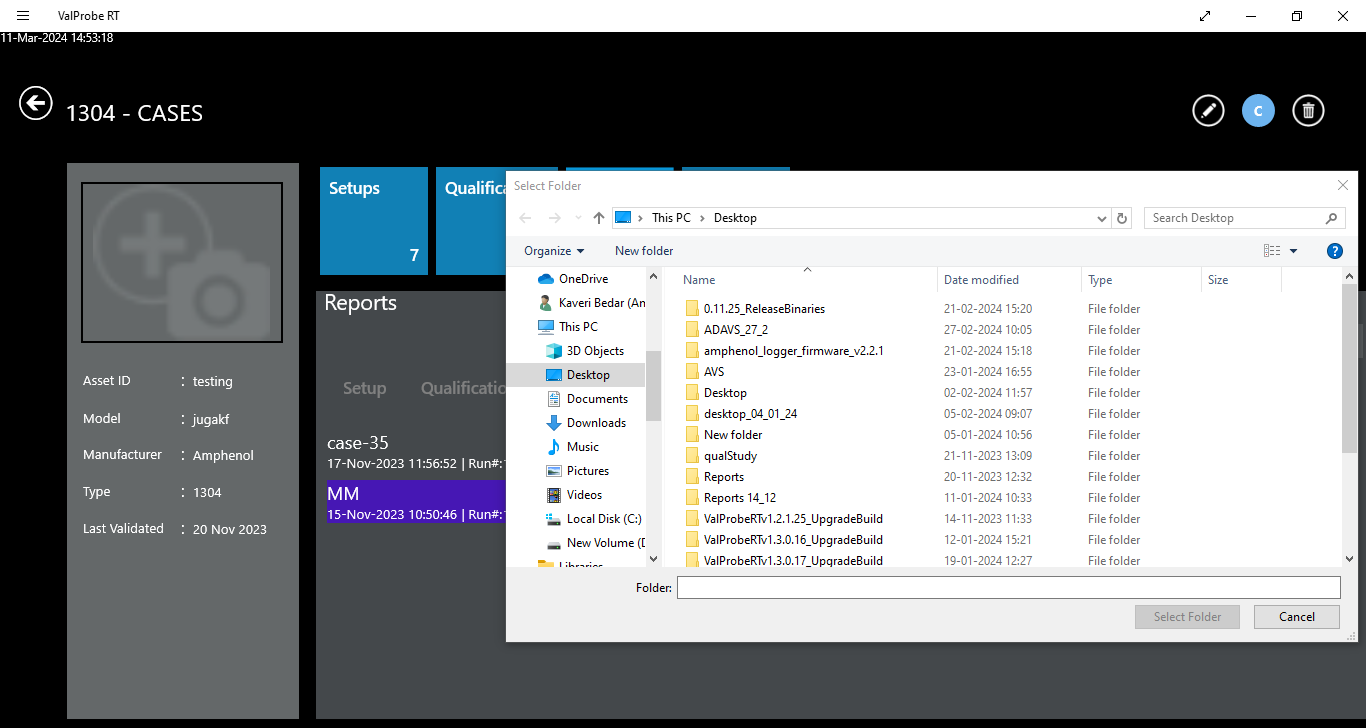 ValProbe RT
11-Mar-2024 14:53:18
1304 - CASES
C
Asset ID : testing
Model : jugakf
Manufacturer : Amphenol
Type : 1304
Last Validated : 20 Nov 2023
Setups
7
Qualifica
Reports
Setup Qualificatio
case-35
17-Nov-2023 11:56:52 | Run#:
MM
15-Nov-2023 10:50:46 | Run#:
Select Folder
This PC > Desktop
Search Desktop
Organize
New folder
?
OneDrive
Kaveri Bedar (An
This PC
3D Objects
Desktop
Documents
Downloads
Music
Pictures
Videos
Local Disk (C:)
New Volume (D
Libraries
Name Date modified Type Size
0.11.25_ReleaseBinaries 21-02-2024 15:20 File folder
ADAVS_27_2 27-02-2024 10:05 File folder
amphenol_logger_firmware_v2.2.1 21-02-2024 15:18 File folder
AVS 23-01-2024 16:55 File folder
Desktop 02-02-2024 11:57 File folder
desktop_04_01_24 05-02-2024 09:07 File folder
New folder 05-01-2024 10:56 File folder
qualStudy 21-11-2023 13:09 File folder
Reports 20-11-2023 12:32 File folder
Reports 14_12 11-01-2024 10:33 File folder
ValProbeRTv1.2.1.25_UpgradeBuild 14-11-2023 11:33 File folder
ValProbeRTv1.3.0.16_UpgradeBuild 12-01-2024 15:21 File folder
ValProbeRTv1.3.0.17_UpgradeBuild 19-01-2024 12:27 File folder
Folder:
Select Folder
Cancel